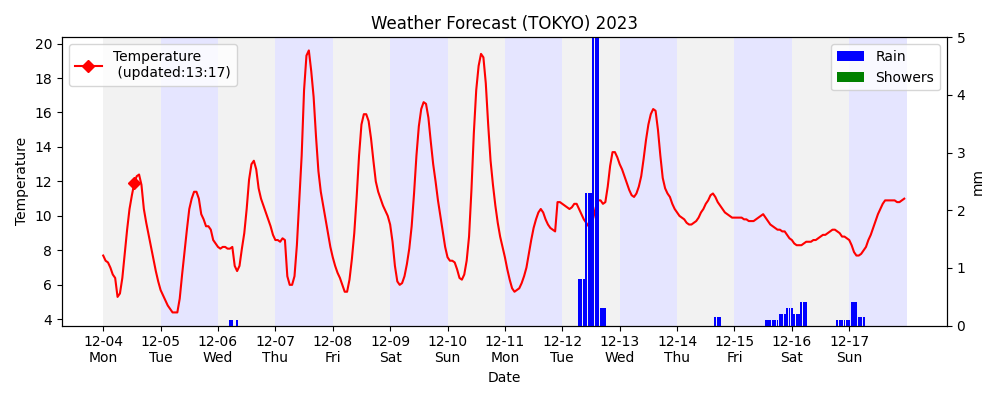 Weather Forecast (TOKYO) 2023
Temperature
(updated:13:17)
Rain
Showers
Temperature
20
18
16
14
12
10
8
6
4
5
4
3
2
1
0
mm
12-04 12-05 12-06 12-07 12-08 12-09 12-10 12-11 12-12 12-13 12-14 12-15 12-16 12-17
Mon Tue Wed Thu Fri Sat Sun Mon Tue Wed Thu Fri Sat Sun
Date